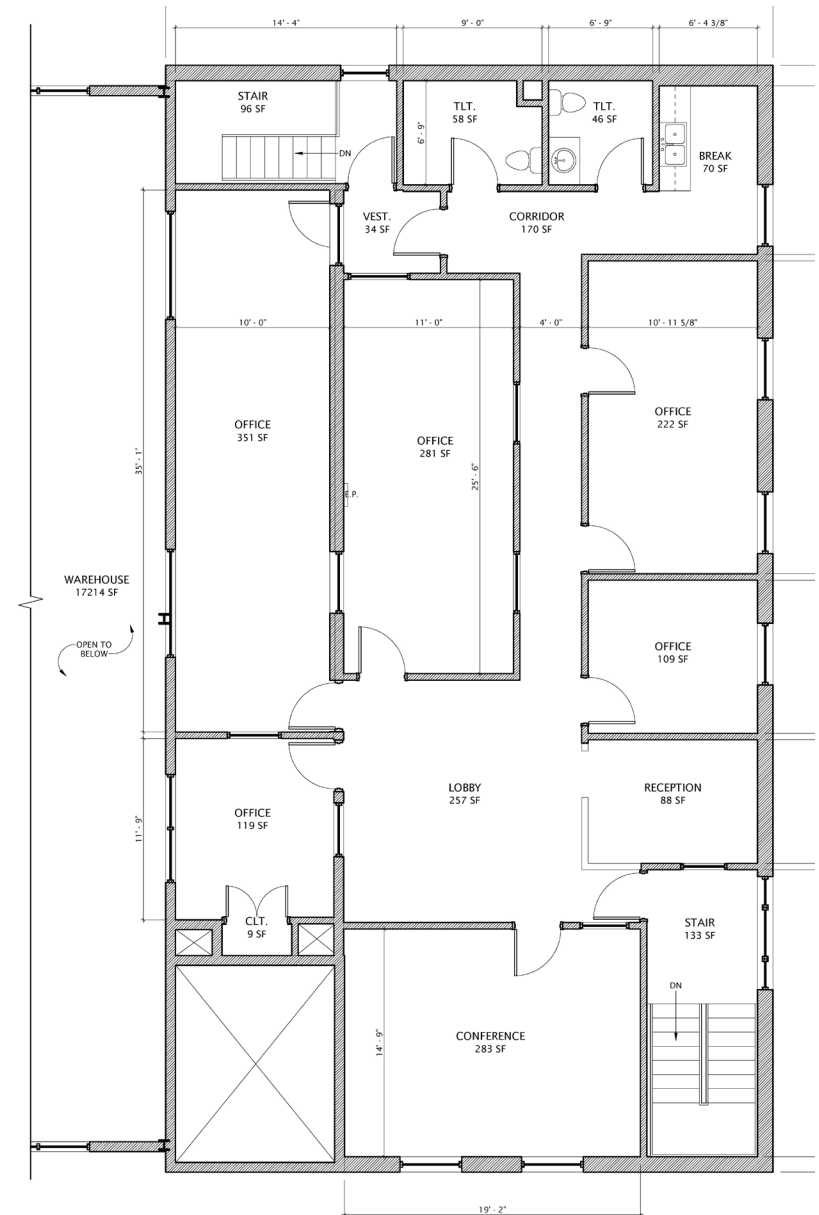 14' - 4"
9' - 0"
6' - 9"
6' - 4 3/8"
STAIR
96 SF
TLT.
58 SF
6' - 9"
TLT.
46 SF
BREAK
70 SF
DN
VEST.
34 SF
CORRIDOR
170 SF
10' - 0"
11' - 0"
4' - 0"
10' - 11 5/8"
OFFICE
351 SF
OFFICE
281 SF
OFFICE
222 SF
35' - 1"
25' - 6"
E.P.
WAREHOUSE
17214 SF
OPEN TO
BELOW
OFFICE
109 SF
LOBBY
257 SF
RECEPTION
88 SF
OFFICE
119 SF
11' - 9"
CLT.
9 SF
STAIR
133 SF
DN
CONFERENCE
283 SF
14' - 9"
19' - 2"